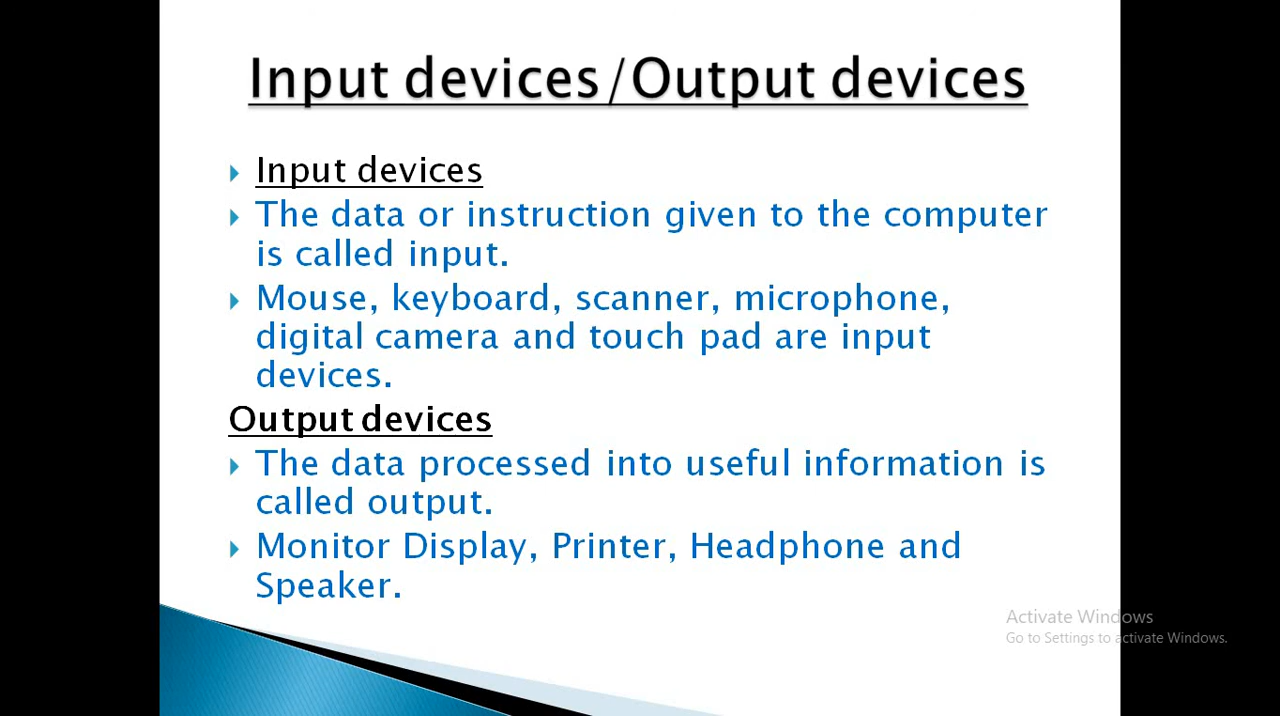 Input devices/Output devices
Input devices
The data or instruction given to the computer
is called input.
Mouse, keyboard, scanner, microphone,
digital camera and touch pad are input
devices.
Output devices
The data processed into useful information is
called output.
Monitor Display, Printer, Headphone and
Speaker.
Activate Windows
Go to Settings to activate Windows.